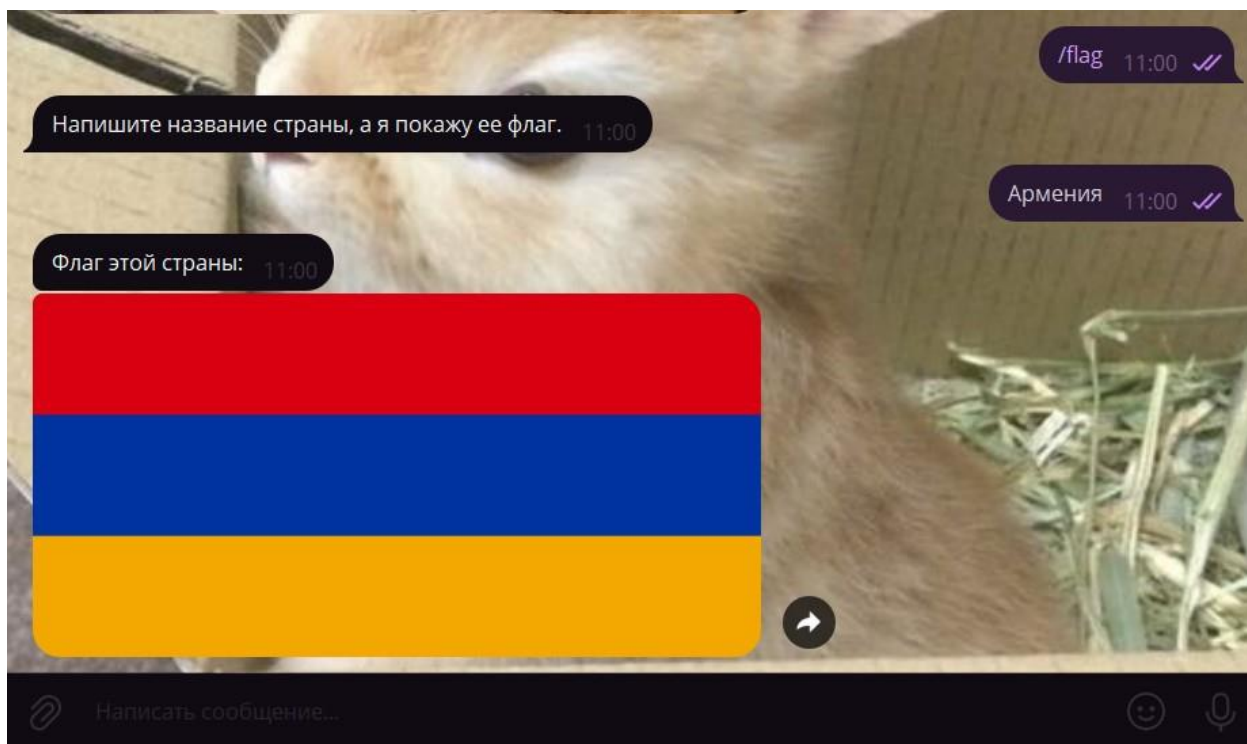 /flag 11:00
Напишите название страны, а я покажу ее флаг. 11:00
Армения 11:00
Флаг этой страны: 11:00
Написать сообщение...